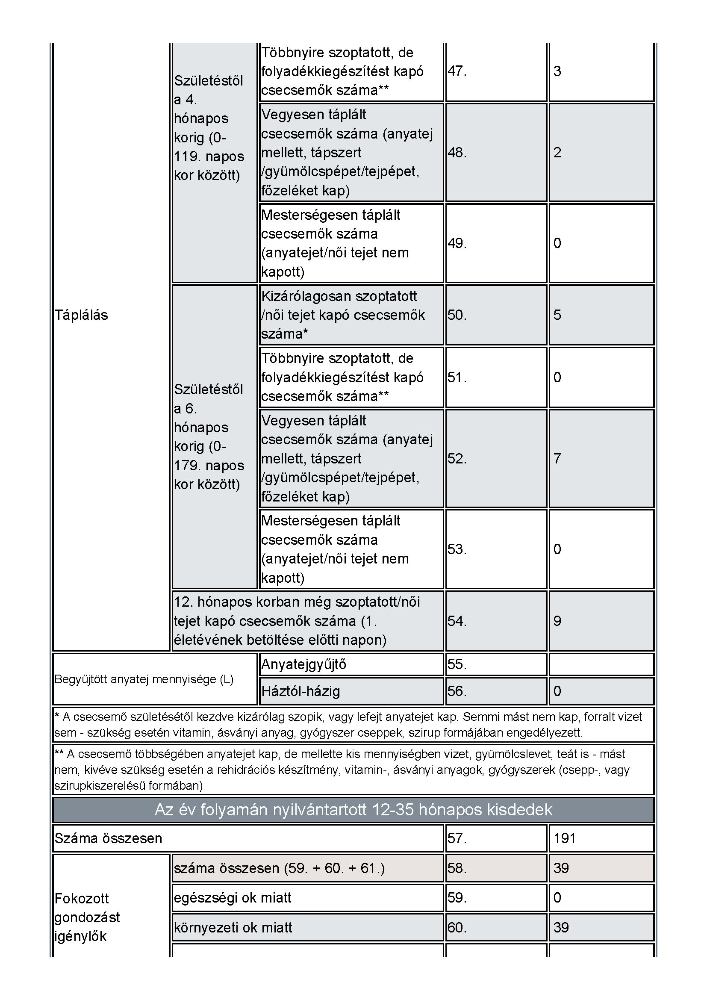 Táplálás
Születéstől
a 4.
hónapos
korig (0-
119. napos
kor között)
Többnyire szoptatott, de
folyadékkiegészítést kapó
csecsemők száma**
47.
3
Vegyesen táplált
csecsemők száma (anyatej
mellett, tápszert
/gyümölcspépet/tejpépet,
főzeléket kap)
48.
2
Mesterségesen táplált
csecsemők száma
(anyatejet/női tejet nem
kapott)
49.
0
Születéstől
a 6.
hónapos
korig (0-
179. napos
kor között)
Kizárólagosan szoptatott
/női tejet kapó csecsemők
száma*
50.
5
Többnyire szoptatott, de
folyadékkiegészítést kapó
csecsemők száma**
51.
0
Vegyesen táplált
csecsemők száma (anyatej
mellett, tápszert
/gyümölcspépet/tejpépet,
főzeléket kap)
52.
7
Mesterségesen táplált
csecsemők száma
(anyatejet/női tejet nem
kapott)
53.
0
12. hónapos korban még szoptatott/női
tejet kapó csecsemők száma (1.
életévének betöltése előtti napon)
54.
9
Begyűjtött anyatej mennyisége (L)
Anyatejgyűjtő
55.
Háztól-házig
56.
0
* A csecsemő születésétől kezdve kizárólag szopik, vagy lefejt anyatejet kap. Semmi mást nem kap, forralt vizet
sem - szükség esetén vitamin, ásványi anyag, gyógyszer cseppek, szirup formájában engedélyezett.
** A csecsemő többségében anyatejet kap, de mellette kis mennyiségben vizet, gyümölcslevet, teát is - mást
nem, kivéve szükség esetén a rehidrációs készítmény, vitamin-, ásványi anyagok, gyógyszerek (csepp-, vagy
szirupkiszerelésű formában)
Az év folyamán nyilvántartott 12-35 hónapos kisdedek
Száma összesen
57.
191
Fokozott
gondozást
igénylők
száma összesen (59. + 60. + 61.)
58.
39
egészségi ok miatt
59.
0
környezeti ok miatt
60.
39